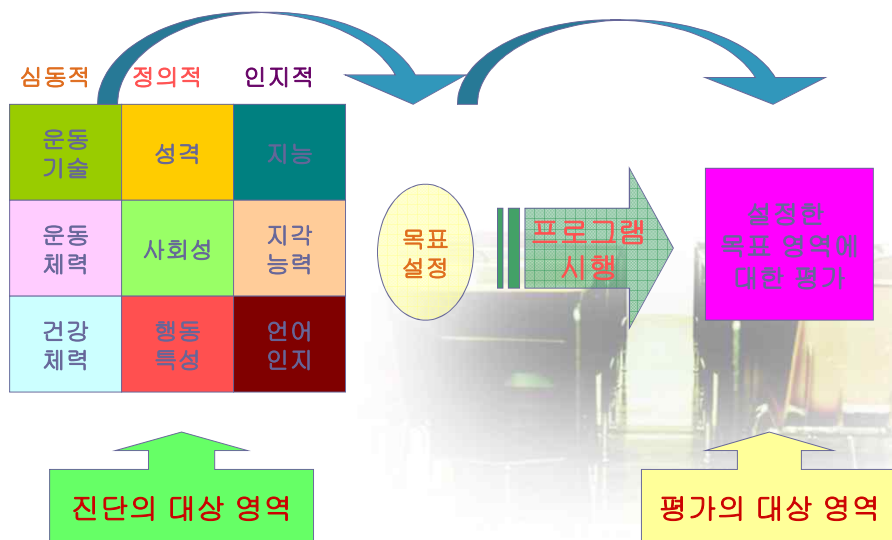 심동적 정의적 인지적
운동
기술
성격
지능
운동
체력
사회성
지각
능력
건강
체력
행동
특성
언어
인지
목표
설정
프로그램
시행
설정한
목표 영역에
대한 평가
진단의 대상 영역
평가의 대상 영역